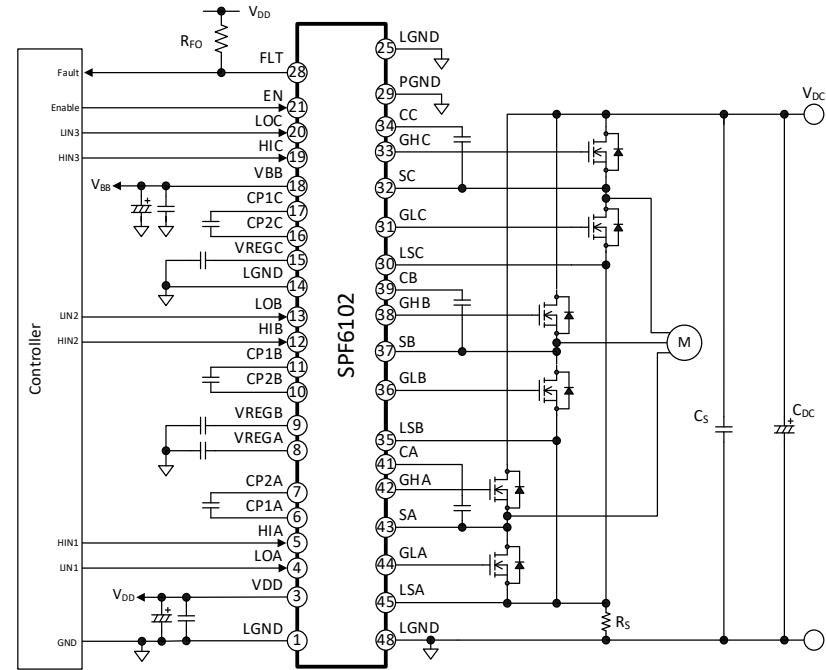 VDD
RFO
Controller
Fault
FLT
28
Enable
EN
21
LIN3
LOC
20
HIN3
HIC
19
VBB
VBB
18
CP1C
17
CP2C
16
VREGC
15
LGND
14
LIN2
LOB
13
HIN2
HIB
12
CP1B
11
CP2B
10
VREGB
9
VREGA
8
CP2A
7
CP1A
6
HIN1
HIA
5
LIN1
LOA
4
VDD
VDD
3
GND
LGND
1
SPF6102
25
LGND
29
PGND
34
CC
33
GHC
32
SC
31
GLC
30
LSC
39
CB
38
GHB
37
SB
36
GLB
35
LSB
41
CA
42
GHA
43
SA
44
GLA
45
LSA
48
LGND
VDC
M
CS
CDC
RS